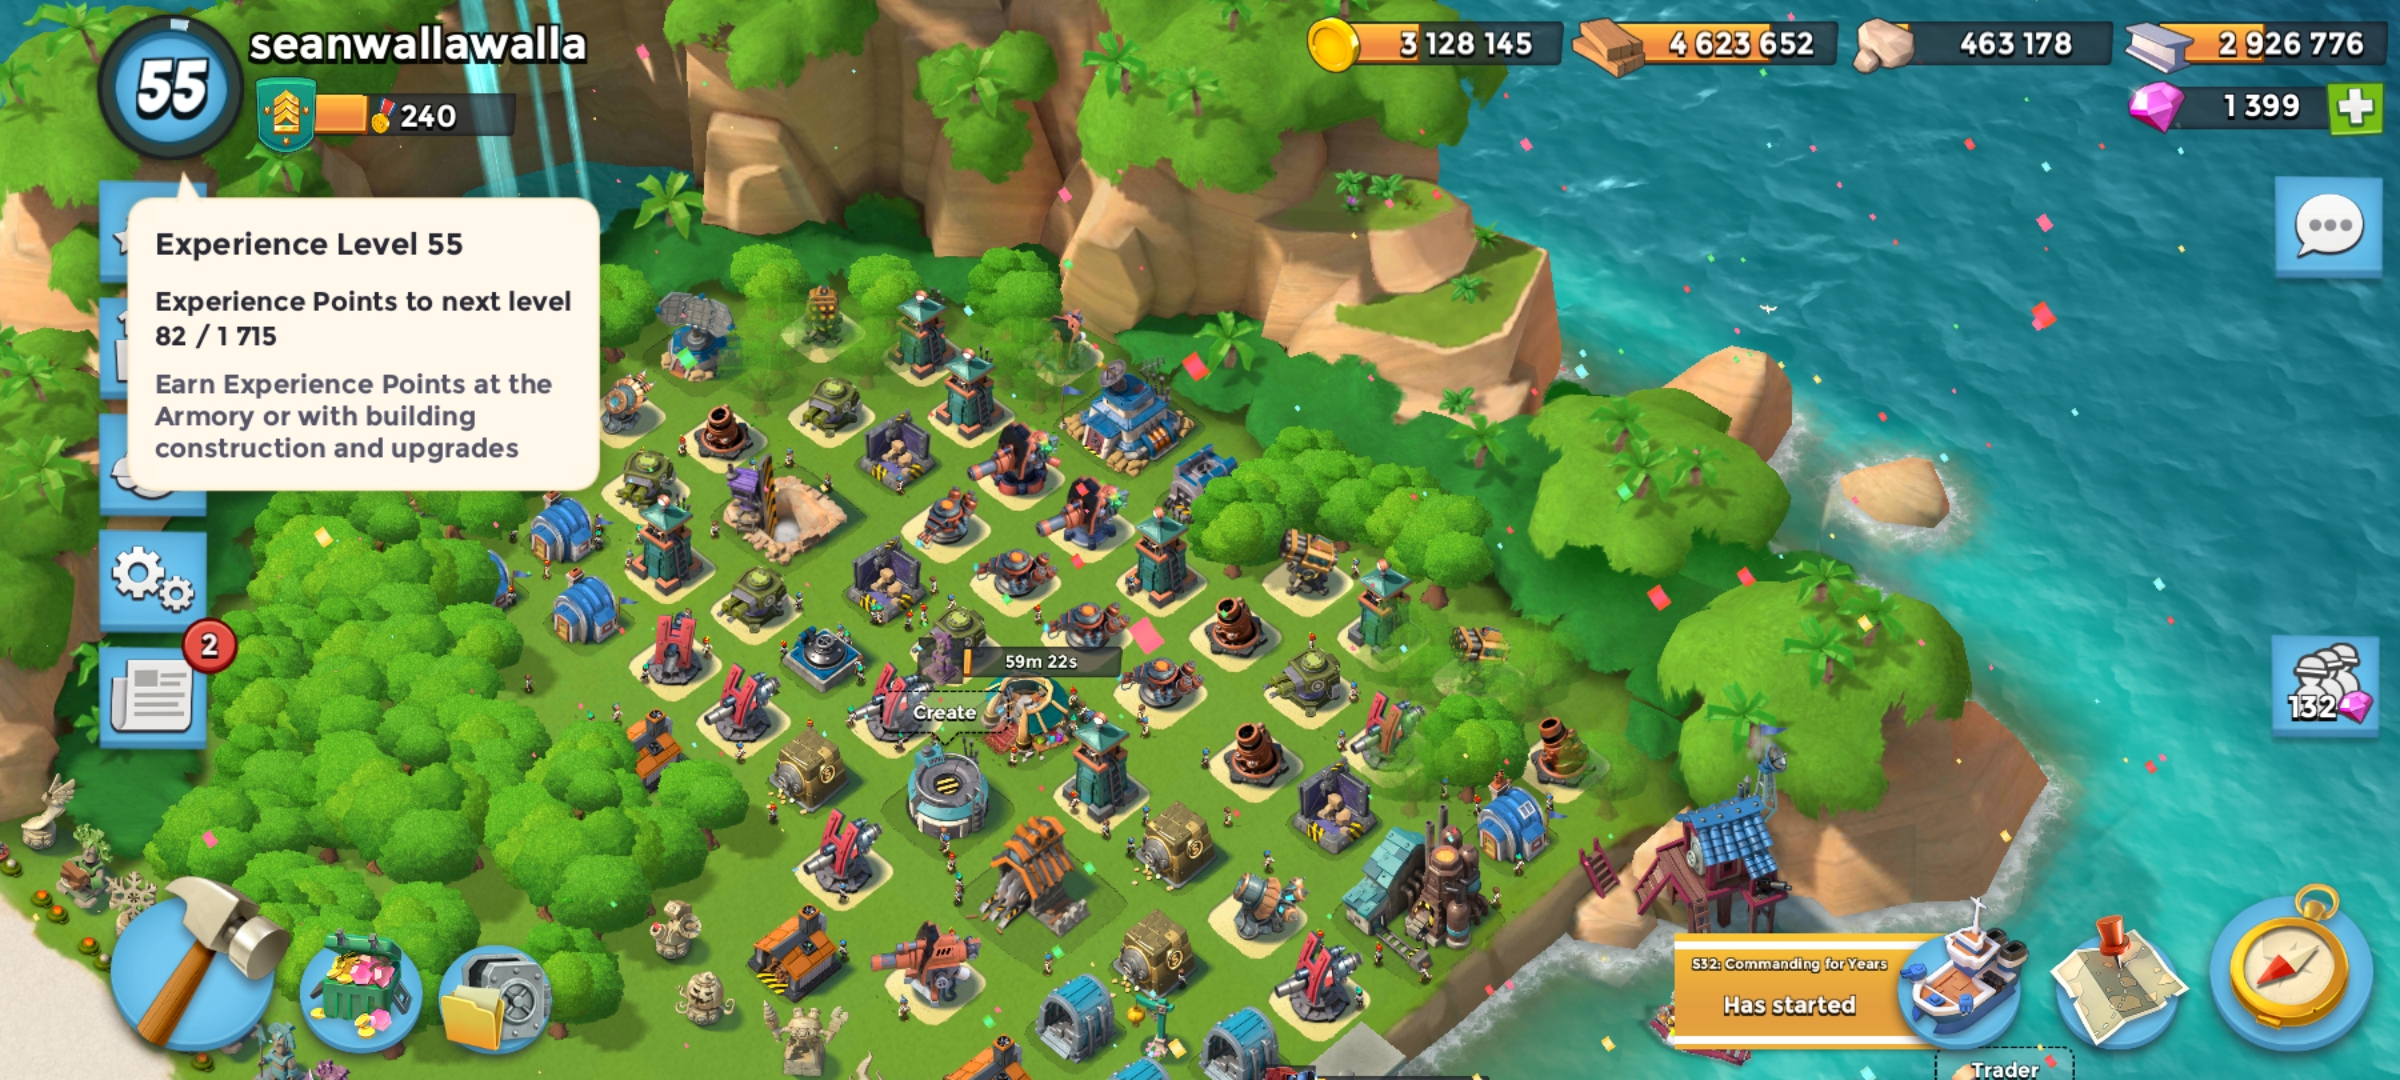 55
seanwallawalla
240
3 128 145
4 623 652
463 178
2 926 776
1 399
Experience Level 55
Experience Points to next level
82 / 1 715
Earn Experience Points at the
Armory or with building
construction and upgrades
2
59m 22s
Create
132
S32: Commanding for Years
Has started
Trader